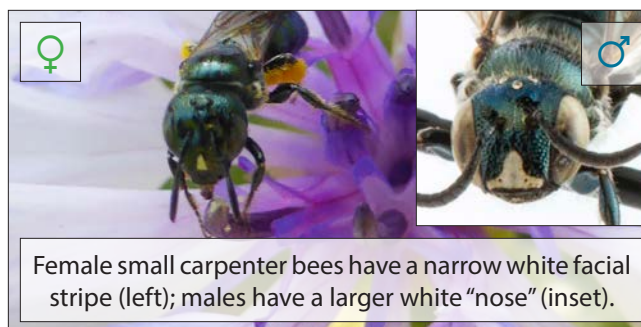 Female small carpenter bees have a narrow white facial
stripe (left); males have a larger white “nose” (inset).